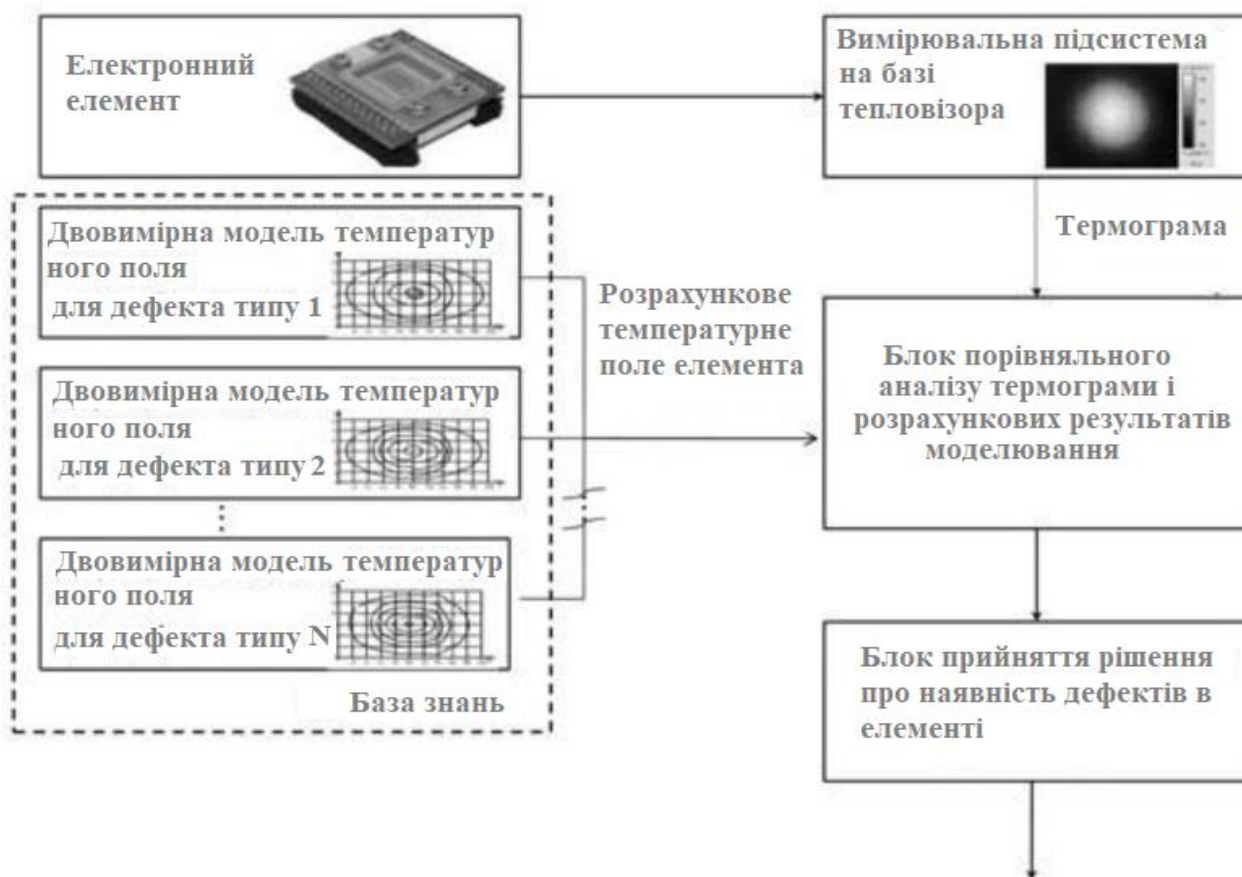 Електронний
елемент
Вимірювальна підсистема
на базі
тепловізора
Термограма
Двовимірна модель температур
ного поля
для дефекта типу 1
Розрахункове
температурне
поле елемента
Двовимірна модель температур
ного поля
для дефекта типу 2
Двовимірна модель температур
ного поля
для дефекта типу N
База знань
Блок порівняльного
аналізу термограми і
розрахункових результатів
моделювання
Блок прийняття рішення
про наявність дефектів в
елементі